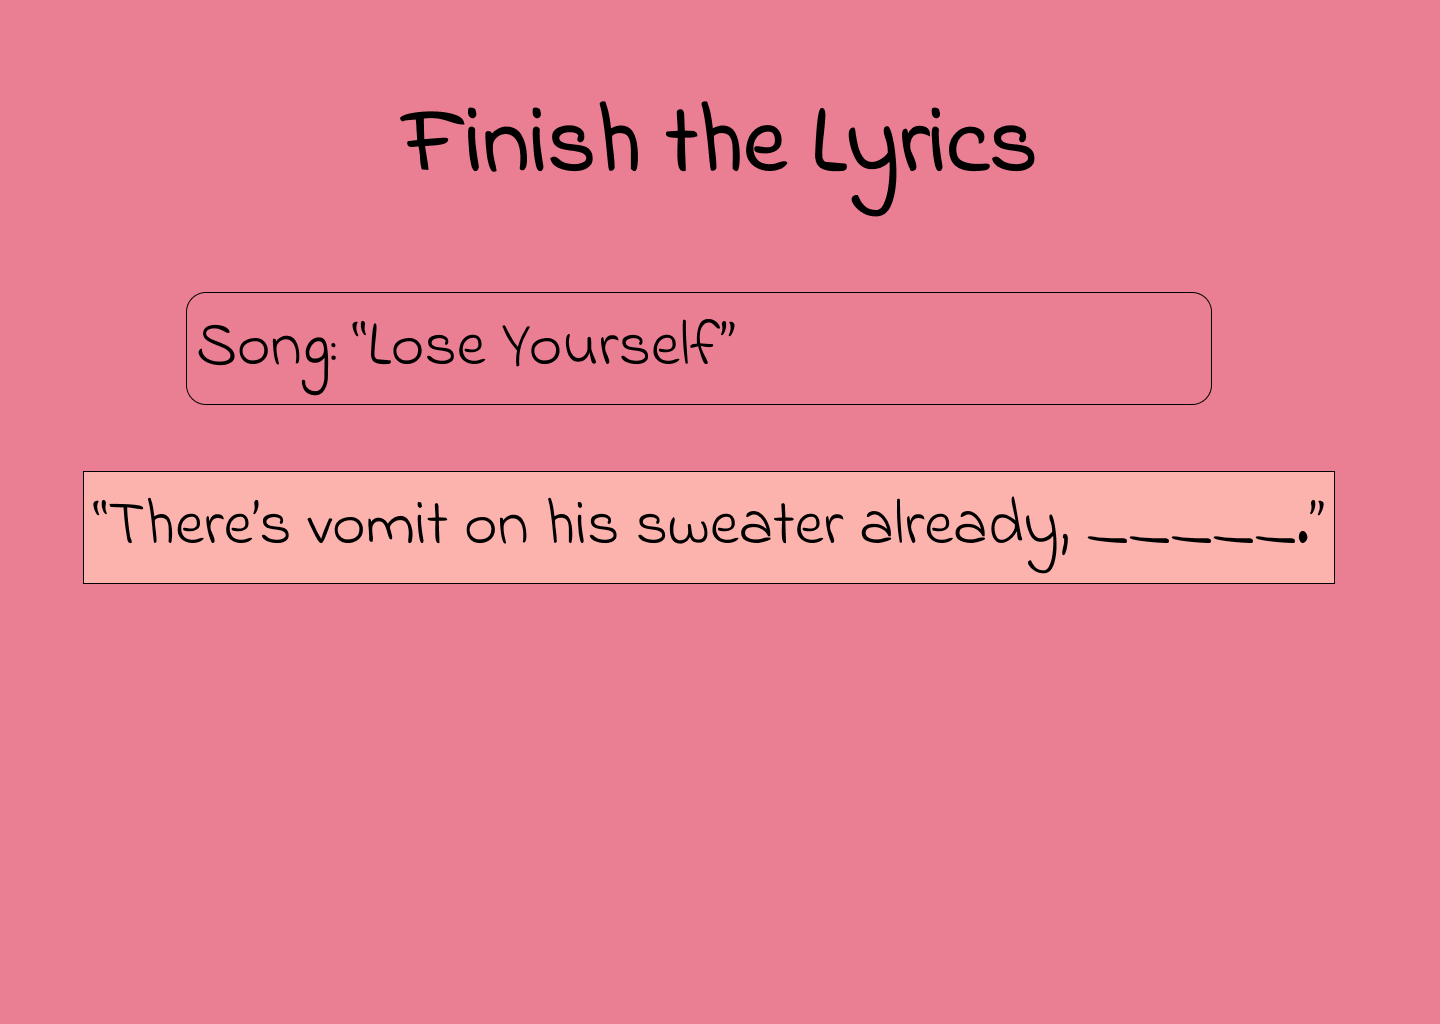 Finish the Lyrics
Song: “Lose Yourself”
“There’s vomit on his sweater already, _____.”